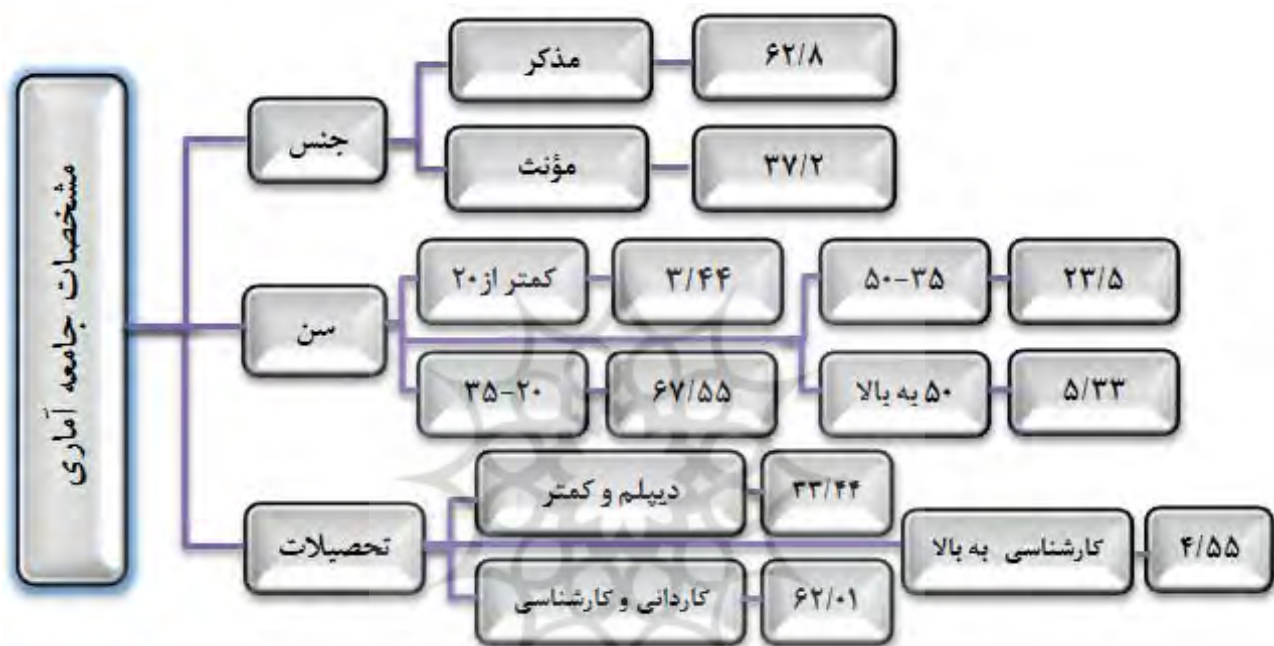 مشخصات جامعه آماری
جنس
مذکر
۶۲/۸
مؤنث
۳۷/۲
سن
کمتر از۲۰
۳/۴۴
۳۵-۲۰
۶۷/۵۵
۵۰-۳۵
۲۳/۵
۵۰ به بالا
۵/۳۳
تحصیلات
دیپلم و کمتر
۳۳/۴۴
کاردانی و کارشناسی
۶۲/۰۱
کارشناسی به بالا
۴/۵۵